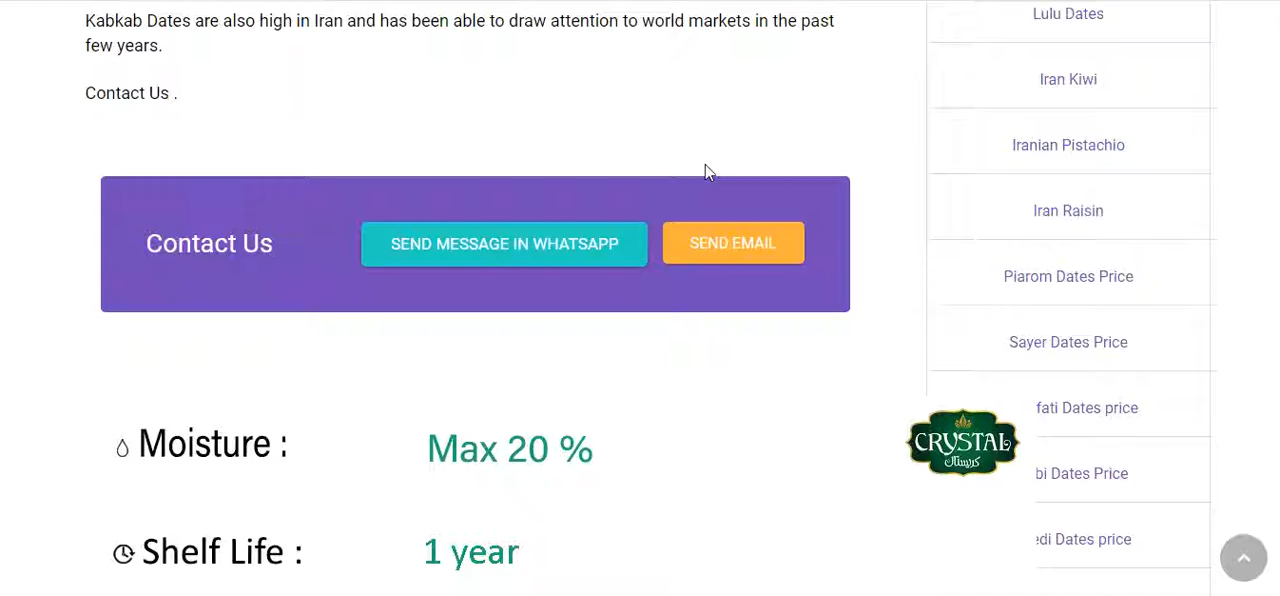 Kabkab Dates are also high in Iran and has been able to draw attention to world markets in the past
few years.
Contact Us .
Contact Us
SEND MESSAGE IN WHATSAPP
SEND EMAIL
Moisture :
Max 20 %
Shelf Life :
1 year
Lulu Dates
Iran Kiwi
Iranian Pistachio
Iran Raisin
Piarom Dates Price
Sayer Dates Price
fati Dates price
bi Dates Price
edi Dates price
CRYSTAL
كريستال